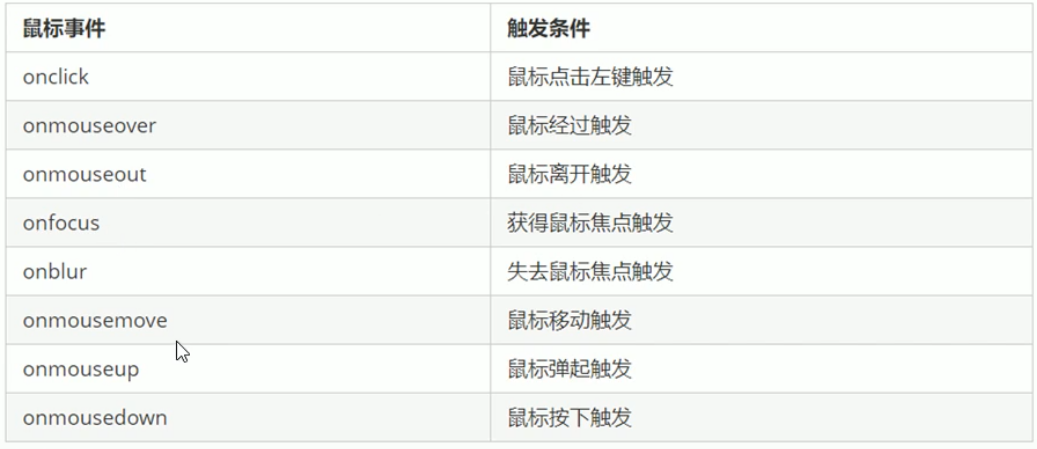 鼠标事件 触发条件
onclick 鼠标点击左键触发
onmouseover 鼠标经过触发
onmouseout 鼠标离开触发
onfocus 获得鼠标焦点触发
onblur 失去鼠标焦点触发
onmousemove 鼠标移动触发
onmouseup 鼠标弹起触发
onmousedown 鼠标按下触发